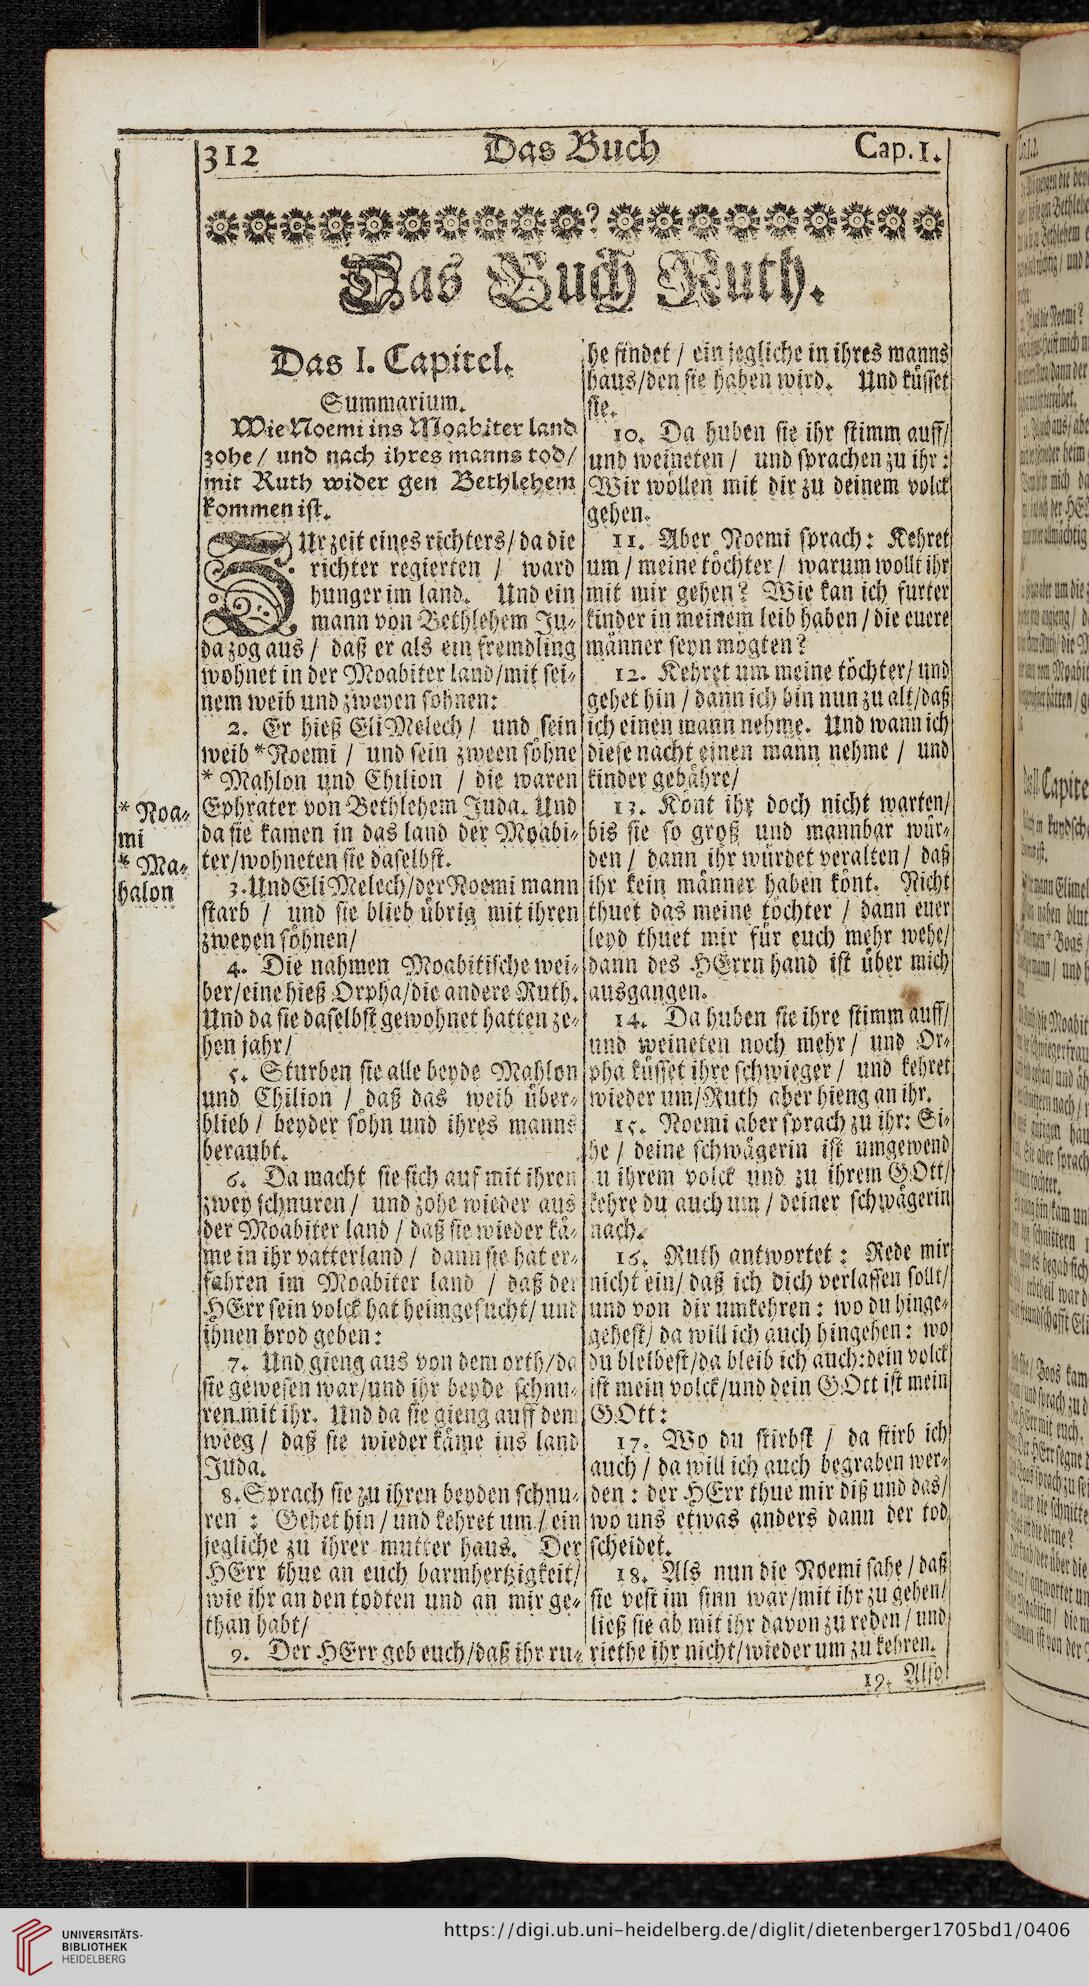 312 Das Buch Cap. 1.
Das Buch Ruth.
Das I. Capitel.
Summarium.
Wie Noemi ins Moabiter land
zohe / und nach ihres manns tod /
mit Ruth wider gen Bethlehem
kommen ist.
ZUr zeit eines richters / da die
richter regierten / ward
hunger im land. Und ein
mann von Bethlehem Ju-
da zog aus / daß er als ein fremdling
wohnet in der Moabiter land / mit sei-
nem weib und zweyen söhnen:
2. Er hieß EliMelech / und sein
weib * Noemi / und sein zween söhne
* Mahlon und Chilion / die waren
Ephrater von Bethlehem Juda. Und
da sie kamen in das land der Moabi-
ter / wohneten sie daselbst.
3. Und EliMelech / der Noemi mann
starb / und sie blieb übrig mit ihren
zweyen söhnen /
4. Die nahmen Moabitische wei-
ber / eine hieß Orpha / die andere Ruth.
Und da sie daselbst gewohnet hatten ze-
hen jahr /
5. Sturben sie alle beyde Mahlon
und Chilion / daß das weib über-
blieb / beyder söhn und ihres manns
beraubt.
6. Da macht sie sich auf mit ihren
zwey schnuren / und zohe wieder aus
der Moabiter land / daß sie wieder kä-
me in ihr vatterland / dann sie hat er-
fahren im Moabiter land / daß der
HErr sein volck hat heimgesucht / und
ihnen brod geben:
7. Und gieng aus von dem orth / da
sie gewesen war / und ihr beyde schnu-
ren mit ihr. Und da sie gieng auff dem
weeg / daß sie wieder käme ins land
Juda.
8. Sprach sie zu ihren beyden schnu-
ren : Gehet hin / und kehret um / ein
jegliche zu ihrer mutter haus. Der
HErr thue an euch barmhertzigkeit /
wie ihr an den todten und an mir ge-
than habt /
9. Der HErr geb euch / daß ihr ru-
* Noa-
mi
* Ma-
halon
he findet / ein jegliche in ihres manns
haus / den sie haben wird. Und küsset
sie.
10. Da huben sie ihr stimm auff /
und weineten / und sprachen zu ihr :
Wir wöllen mit dir zu deinem volck
gehen.
11. Aber Noemi sprach : Kehret
um / meine töchter / warum wollt ihr
mit mir gehen? Wie kan ich furter
kinder in meinem leib haben / die euere
männer seyn mögten?
12. Kehret um meine töchter / und
gehet hin / dann ich bin nun zu alt / daß
ich einen mann nehme. Und wann ich
diese nacht einen mann nehme / und
kinder gebähre /
13. Könt ihr doch nicht warten /
bis sie so groß und mannbar wür-
den / dann ihr würdet veralten / daß
ihr kein männer haben könt. Nicht
thuet das meine töchter / dann euer
leyd thuet mir für euch mehr wehe /
dann des HErrn hand ist über mich
ausgangen.
14. Da huben sie ihre stimm auff /
und weineten noch mehr / und Or-
pha küsset ihre schwieger / und kehret
wieder um / Ruth aber hieng an ihr.
15. Noemi aber sprach zu ihr: Si-
he / deine schwägerin ist umgewend
u ihrem volck und zu ihrem GOtt /
kehre du auch um / deiner schwägerin
nach.
16. Ruth antwortet : Rede mir
nicht ein / daß ich dich verlassen sollt /
und von dir umkehren : wo du hinge-
gehest / da will ich auch hingehen : wo
du bleibest / da bleib ich auch: dein volck
ist mein volck / und dein GOtt ist mein
GOtt:
17. Wo du stirbst / da stirb ich
auch / da will ich auch begraben wer-
den : der HErr thue mir diß und das /
wo uns etwas anders dann der tod
scheidet.
18. Als nun die Noemi sahe / daß
sie vest im sinn war / mit ihr zu gehen /
ließ sie ab mit ihr davon zu reden / und
riethe ihr nicht / wieder um zu kehren.
19. Also
UNIVERSITÄTS-
BIBLIOTHEK
HEIDELBERG
https://digi.ub.uni-heidelberg.de/diglit/dietenberger1705bd1/0406